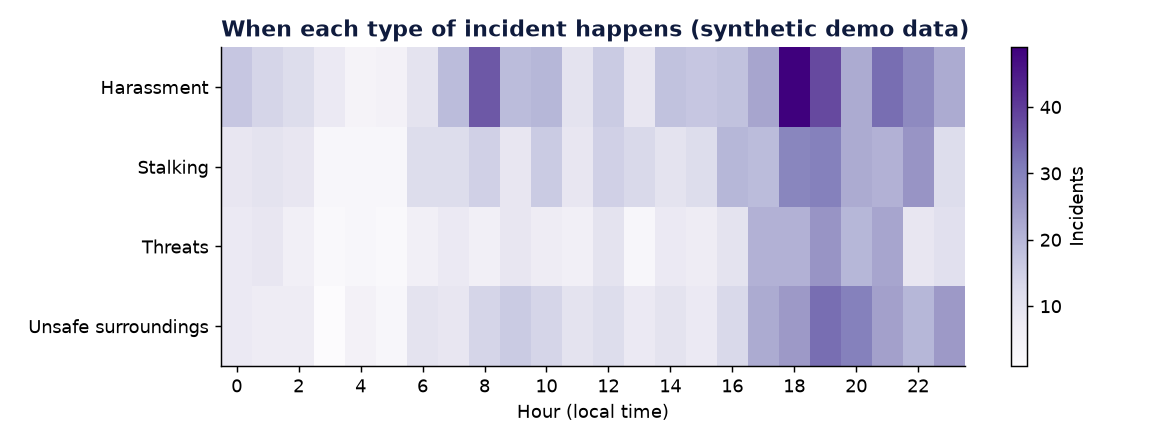 When each type of incident happens (synthetic demo data)
Harassment
Stalking
Threats
Unsafe surroundings
0 2 4 6 8 10 12 14 16 18 20 22
Hour (local time)
40
30
20
10
Incidents